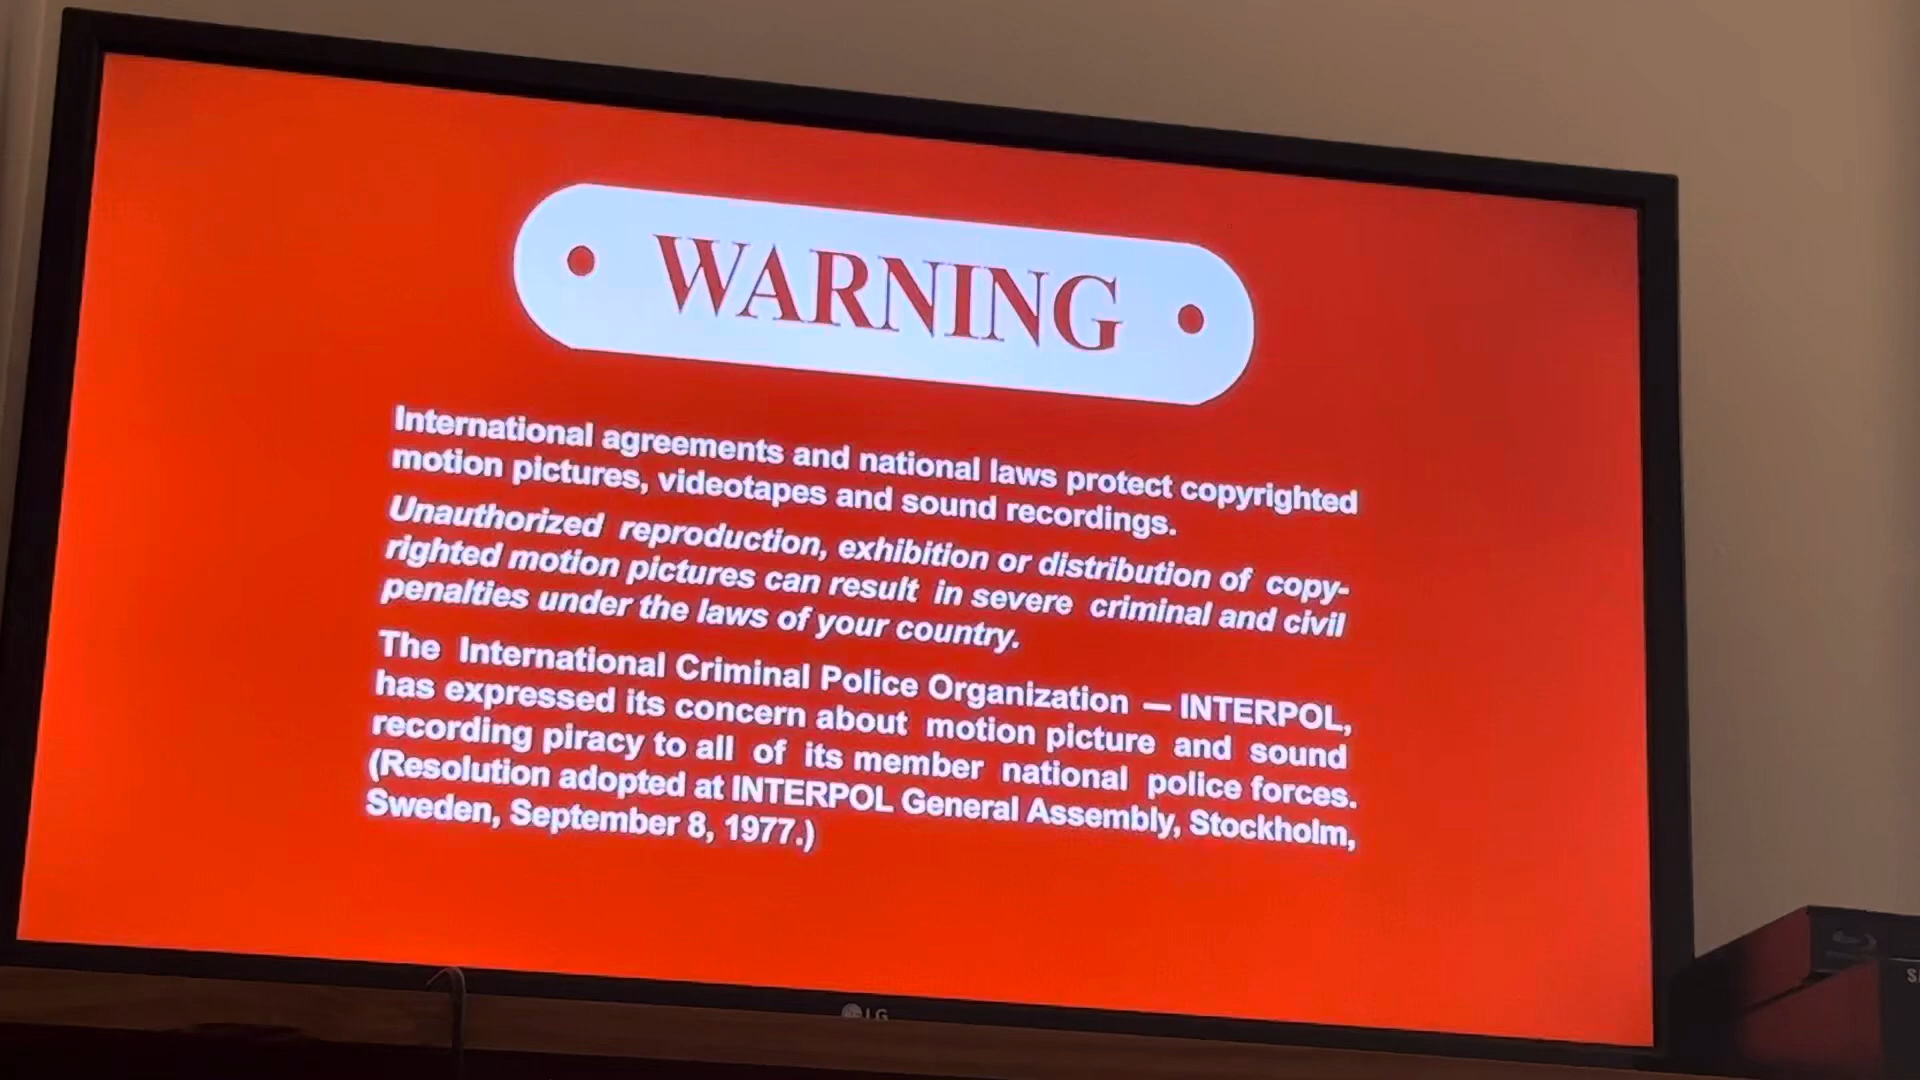 WARNING
International agreements and national laws protect copyrighted
motion pictures, videotapes and sound recordings.
Unauthorized reproduction, exhibition or distribution of copy-
righted motion pictures can result in severe criminal and civil
penalties under the laws of your country.
The International Criminal Police Organization — INTERPOL,
has expressed its concern about motion picture and sound
recording piracy to all of its member national police forces.
(Resolution adopted at INTERPOL General Assembly, Stockholm,
Sweden, September 8, 1977.)
LG